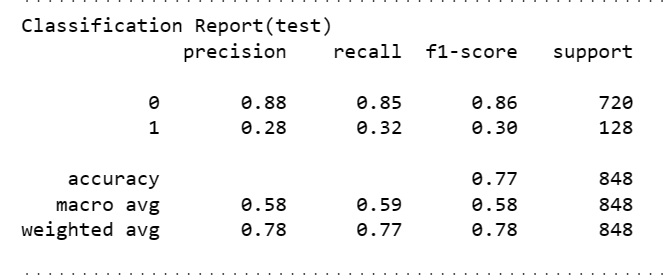 Classification Report(test)
precision recall f1-score support
0 0.88 0.85 0.86 720
1 0.28 0.32 0.30 128
accuracy 0.77 848
macro avg 0.58 0.59 0.58 848
weighted avg 0.78 0.77 0.78 848